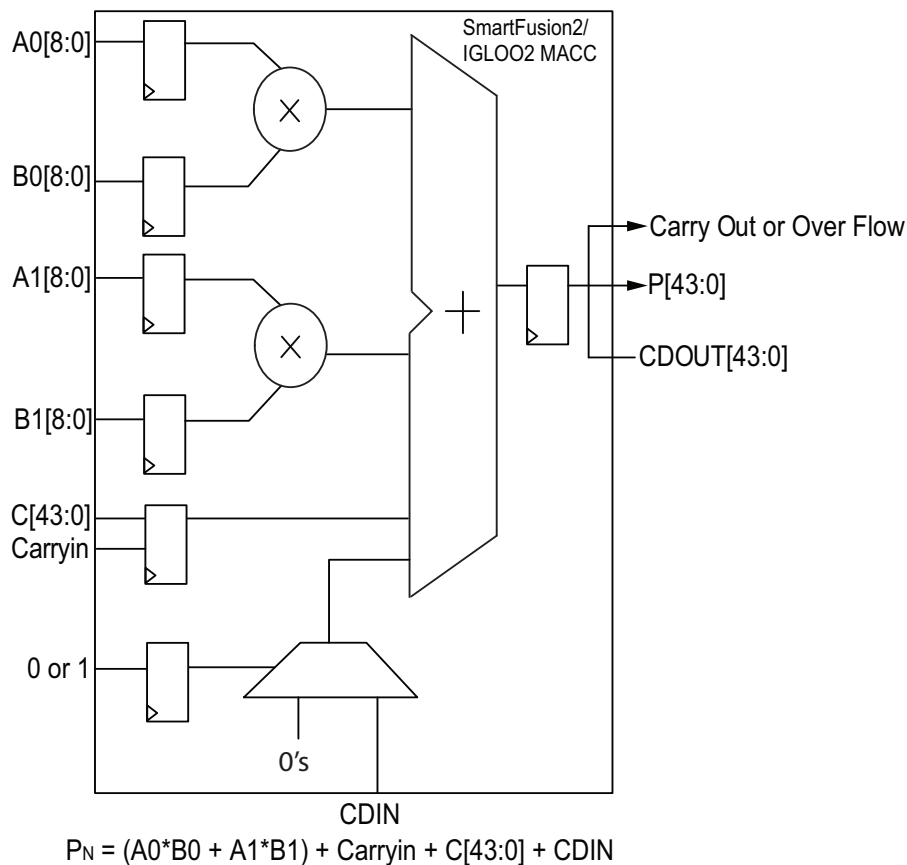 SmartFusion2/
IGLOO2 MACC
A0[8:0]
X
B0[8:0]
Carry Out or Over Flow
A1[8:0]
P[43:0]
+
X
CDOUT[43:0]
B1[8:0]
C[43:0]
Carryin
0 or 1
0's
CDIN
PN = (A0*B0 + A1*B1) + Carryin + C[43:0] + CDIN